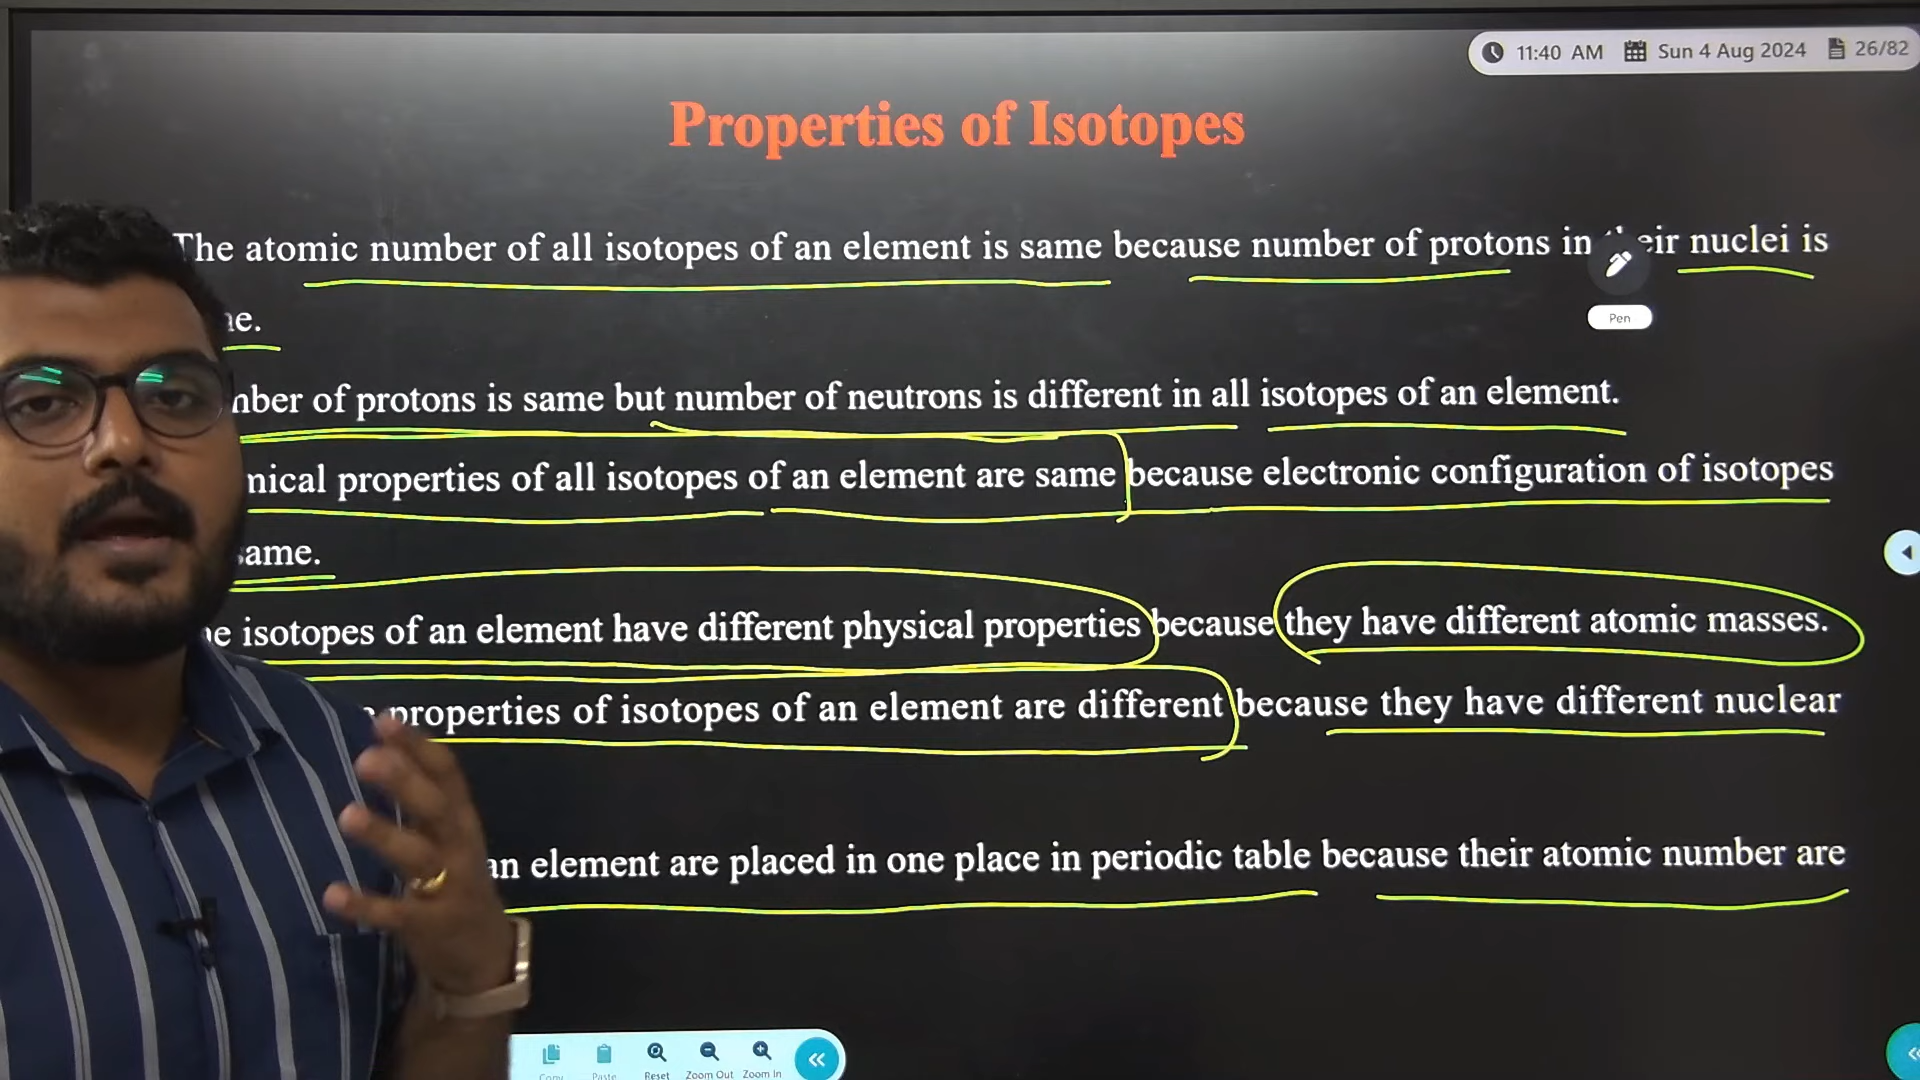 11:40 AM Sun 4 Aug 2024 26/82
Properties of Isotopes
The atomic number of all isotopes of an element is same because number of protons in nuclei is
of protons is same but number of neutrons is different in all isotopes of an element.
properties of all isotopes of an element are same because electronic configuration of isotopes
same.
isotopes of an element have different physical properties because they have different atomic masses.
properties of isotopes of an element are different because they have different nuclear
an element are placed in one place in periodic table because their atomic number are
Pen
Copy Paste Reset Zoom Out Zoom In